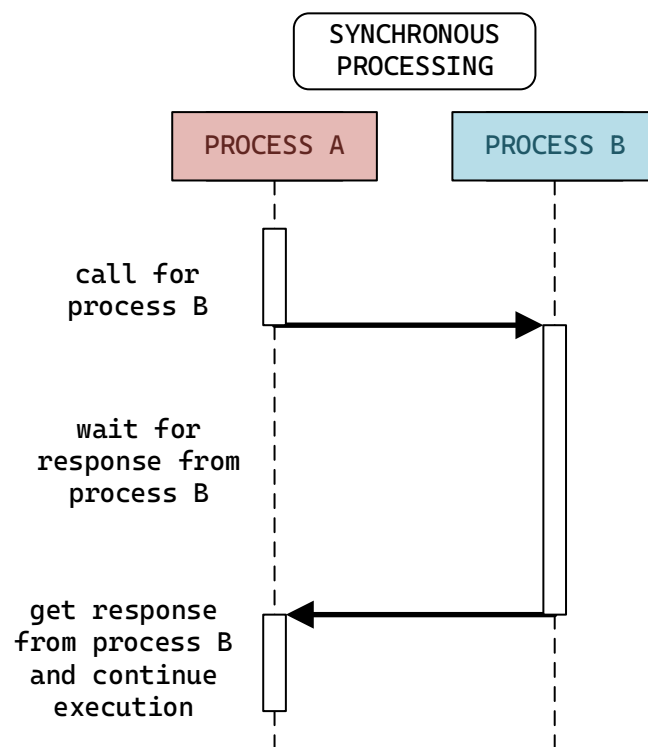 SYNCHRONOUS
PROCESSING
PROCESS A
PROCESS B
call for
process B
wait for
response from
process B
get response
from process B
and continue
execution